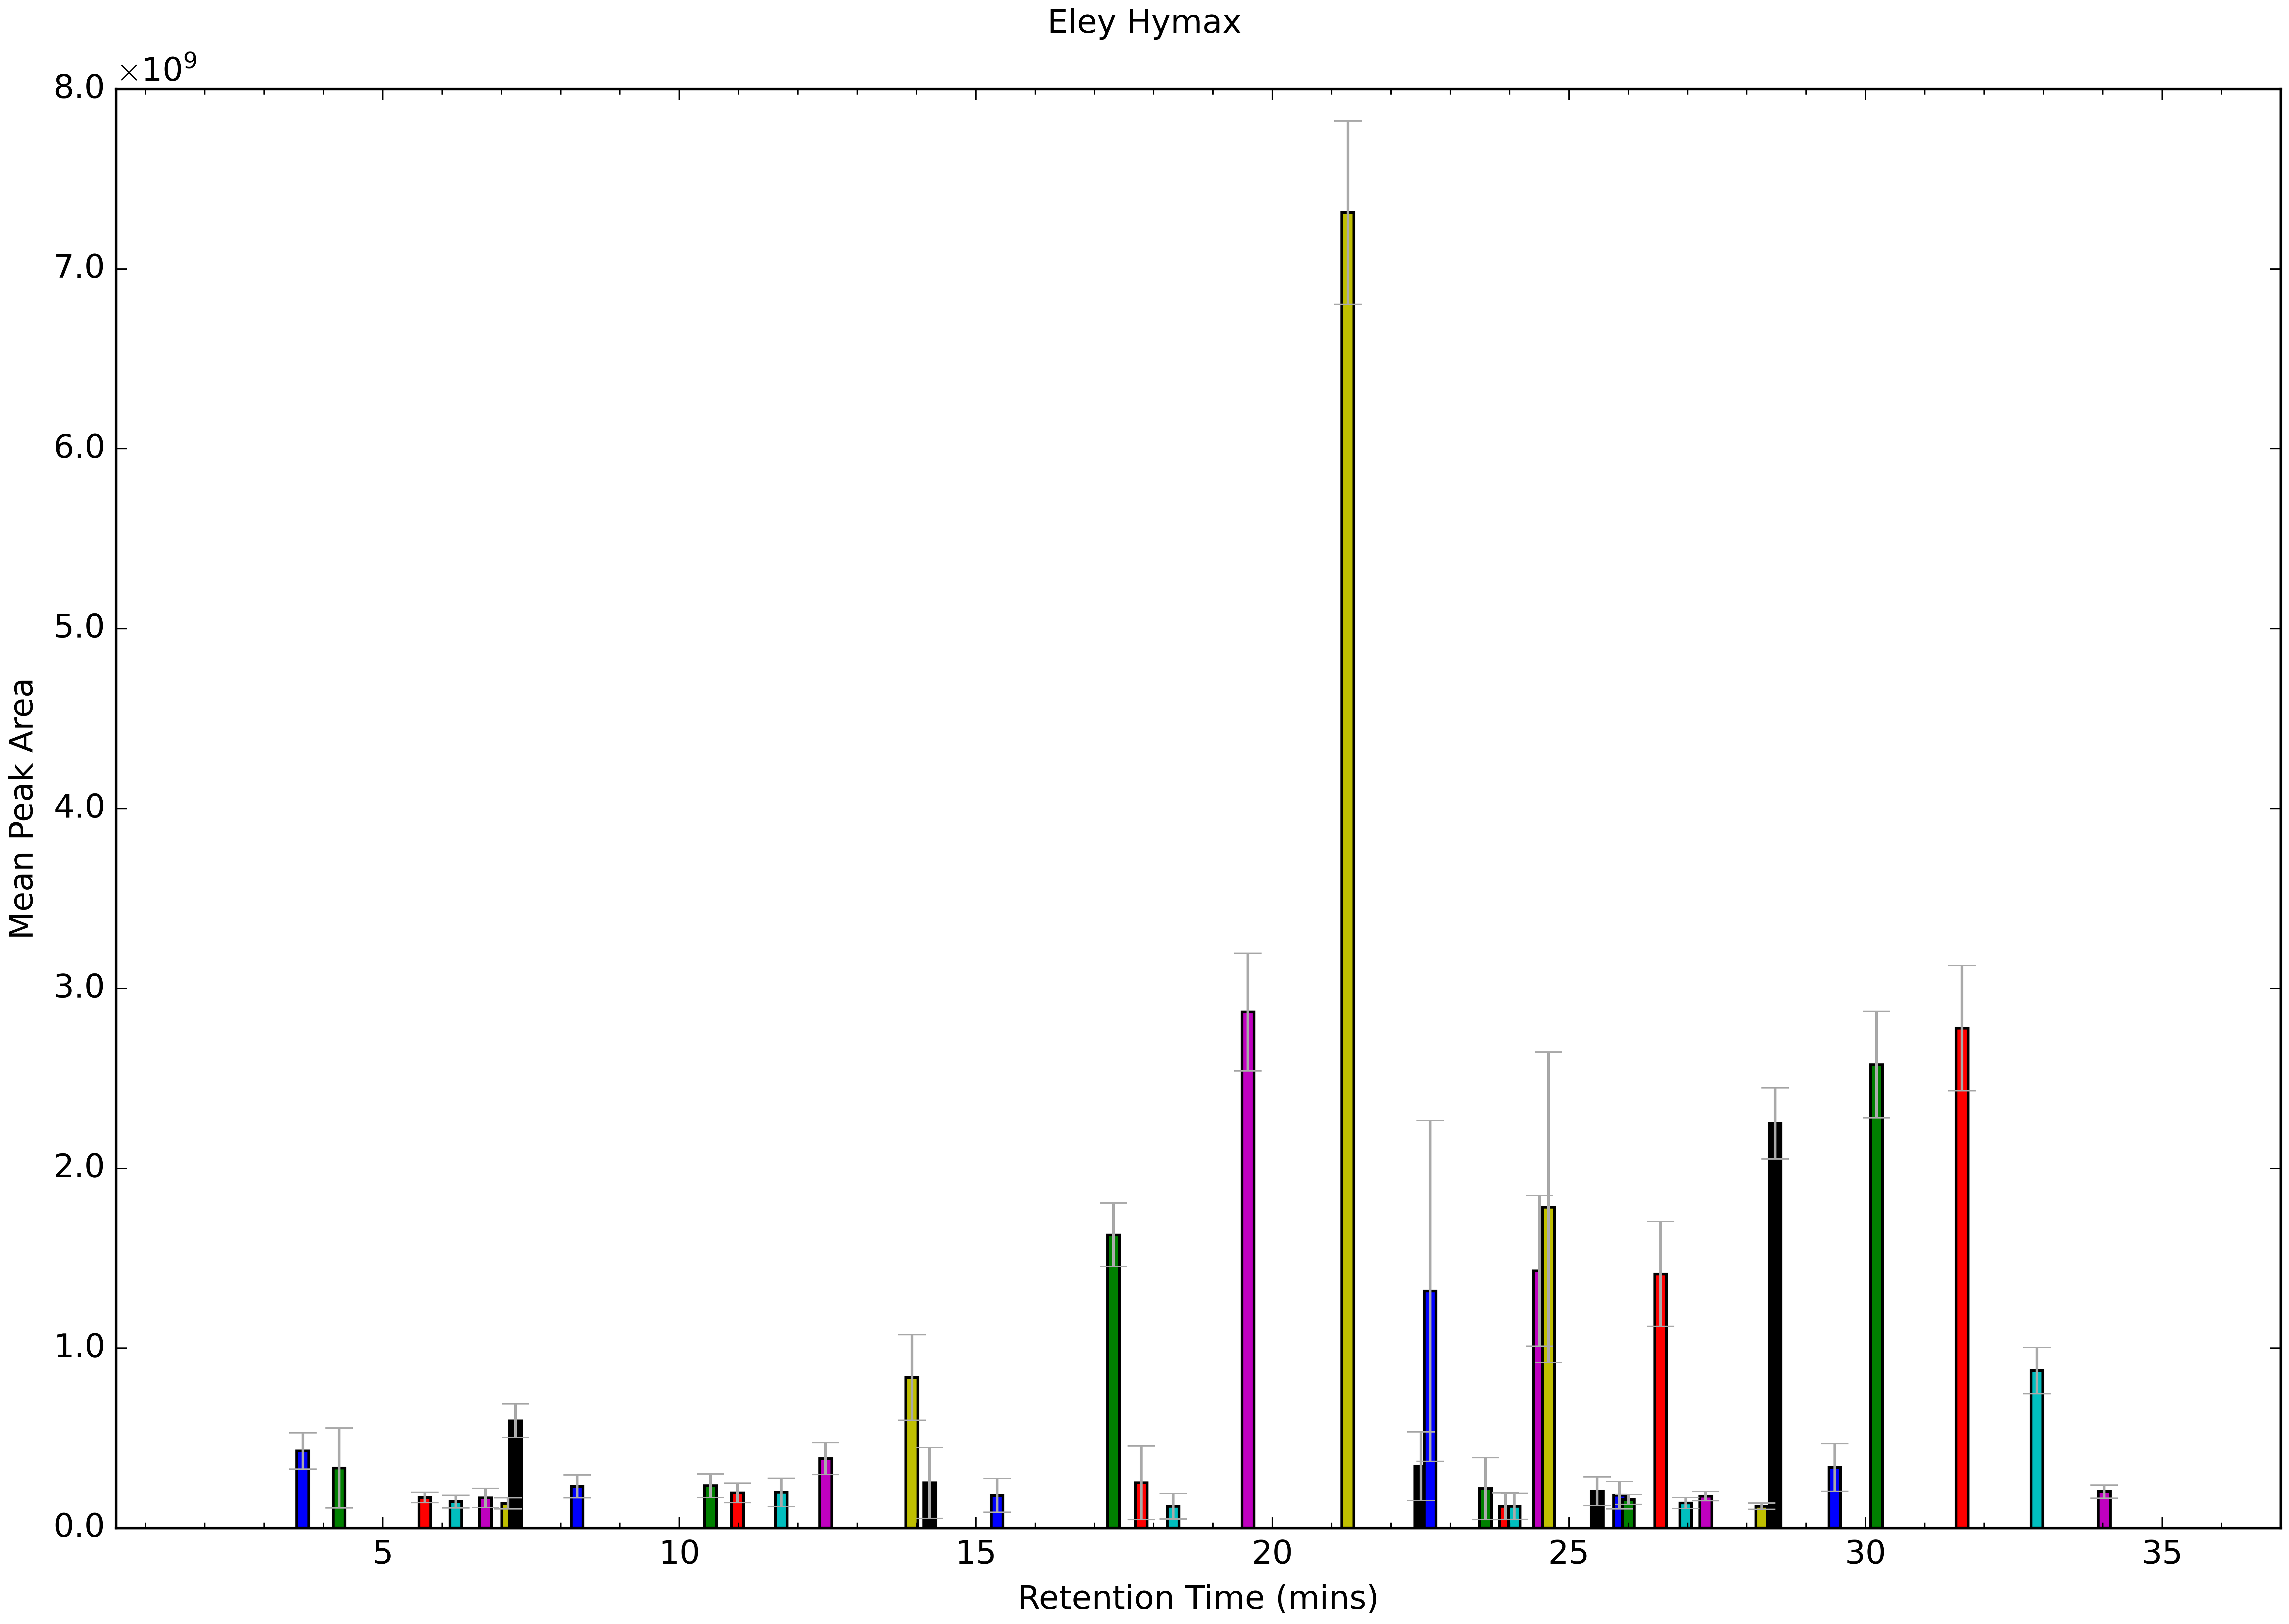 Eley Hymax
×10⁹
8.0
7.0
6.0
5.0
4.0
3.0
2.0
1.0
0.0
Mean Peak Area
5 10 15 20 25 30 35
Retention Time (mins)